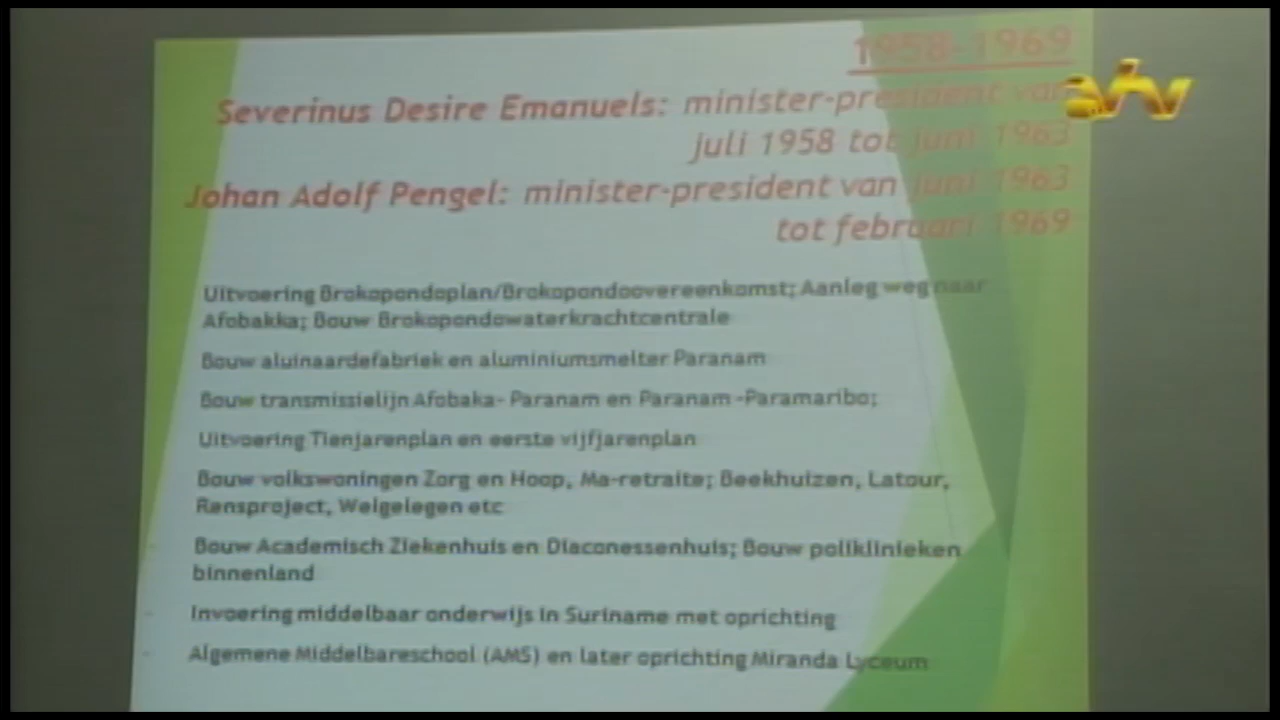 1958-1969
atv
Severinus Desire Emanuels: minister-president van
juli 1958 tot juni 1963
Johan Adolf Pengel: minister-president van juni 1963
tot februari 1969
Uitvoering Brokopondoplan/Brokopondoovereenkomst; Aanleg weg naar
Afobakka; Bouw Brokopondowaterkrachtcentrale
Bouw aluinaardefabriek en aluminiumsmelter Paranam
Bouw transmissielijn Afobaka- Paranam en Paranam -Paramaribo;
Uitvoering Tienjarenplan en eerste vijfjarenplan
Bouw volkswoningen Zorg en Hoop, Ma-retraite; Beekhuizen, Latour,
Rensproject, Welgelegen etc
Bouw Academisch Ziekenhuis en Diaconessenhuis; Bouw poliklinieken
binnenland
- Invoering middelbaar onderwijs in Suriname met oprichting
- Algemene Middelbareschool (AMS) en later oprichting Miranda Lyceum